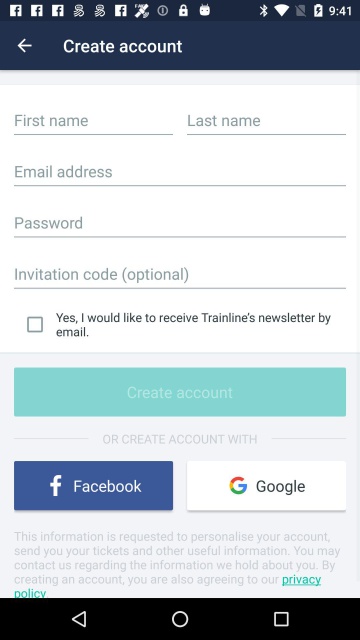 9:41
Create account
First name Last name
Email address
Password
Invitation code (optional)
Yes, I would like to receive Trainline's newsletter by
email.
Create account
OR CREATE ACCOUNT WITH
Facebook Google
This information is requested to personalise your account,
send you your tickets and other useful information. You may
contact us regarding the information we hold about you. By
creating an account, you are also agreeing to our privacy
policy